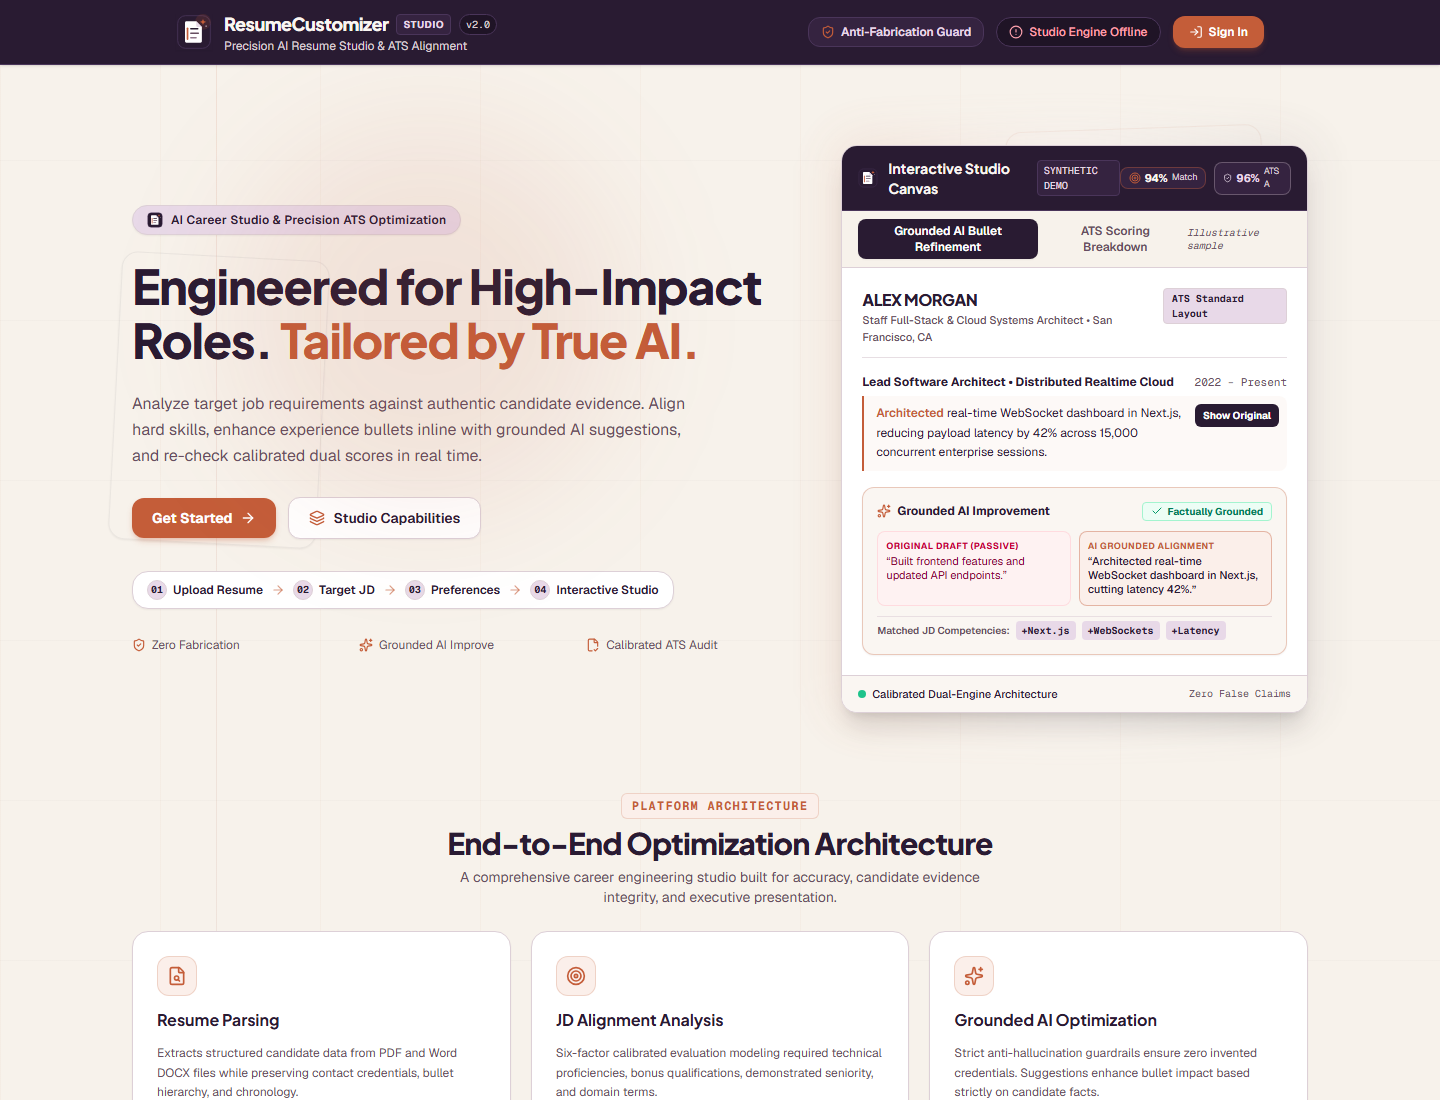 ResumeCustomizer STUDIO v2.0
Precision AI Resume Studio & ATS Alignment
Anti-Fabrication Guard
Studio Engine Offline
Sign In
AI Career Studio & Precision ATS Optimization
Engineered for High-Impact
Roles. Tailored by True AI.
Analyze target job requirements against authentic candidate evidence. Align
hard skills, enhance experience bullets inline with grounded AI suggestions,
and re-check calibrated dual scores in real time.
Get Started
Studio Capabilities
01 Upload Resume
02 Target JD
03 Preferences
04 Interactive Studio
Zero Fabrication
Grounded AI Improve
Calibrated ATS Audit
Interactive Studio
Canvas
SYNTHETIC
DEMO
94% Match
96% ATS
A
Grounded AI Bullet
Refinement
ATS Scoring
Breakdown
Illustrative
sample
ALEX MORGAN
Staff Full-Stack & Cloud Systems Architect • San
Francisco, CA
ATS Standard
Layout
Lead Software Architect • Distributed Realtime Cloud
2022 - Present
Architected real-time WebSocket dashboard in Next.js,
reducing payload latency by 42% across 15,000
concurrent enterprise sessions.
Show Original
Grounded AI Improvement
Factually Grounded
ORIGINAL DRAFT (PASSIVE)
“Built frontend features and
updated API endpoints.”
AI GROUNDED ALIGNMENT
“Architected real-time
WebSocket dashboard in Next.js,
cutting latency 42%.”
Matched JD Competencies: +Next.js +WebSockets +Latency
Calibrated Dual-Engine Architecture
Zero False Claims
PLATFORM ARCHITECTURE
End-to-End Optimization Architecture
A comprehensive career engineering studio built for accuracy, candidate evidence
integrity, and executive presentation.
Resume Parsing
Extracts structured candidate data from PDF and Word
DOCX files while preserving contact credentials, bullet
hierarchy, and chronology.
JD Alignment Analysis
Six-factor calibrated evaluation modeling required technical
proficiencies, bonus qualifications, demonstrated seniority,
and domain terms.
Grounded AI Optimization
Strict anti-hallucination guardrails ensure zero invented
credentials. Suggestions enhance bullet impact based
strictly on candidate facts.